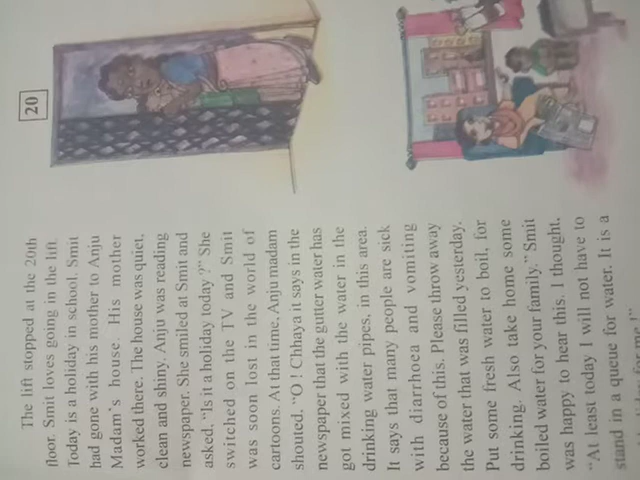 20
The lift stopped at the 20th
floor. Smit loves going in the lift.
Today is a holiday in school. Smit
had gone with his mother to Anju
Madam's house. His mother
worked there. The house was quiet,
clean and shiny. Anju was reading
newspaper. She smiled at Smit and
asked. "Is it a holiday today ?" She
switched on the TV and Smit
was soon lost in the world of
cartoons. At that time, Anju madam
shouted. "O ! Chhaya it says in the
newspaper that the gutter water has
got mixed with the water in the
drinking water pipes, in this area.
It says that many people are sick
with diarrhoea and vomiting
because of this. Please throw away
the water that was filled yesterday.
Put some fresh water to boil, for
drinking. Also take home some
boiled water for your family." Smit
was happy to hear this. I thought,
"At least today I will not have to
stand in a queue for water. It is a
for me !"